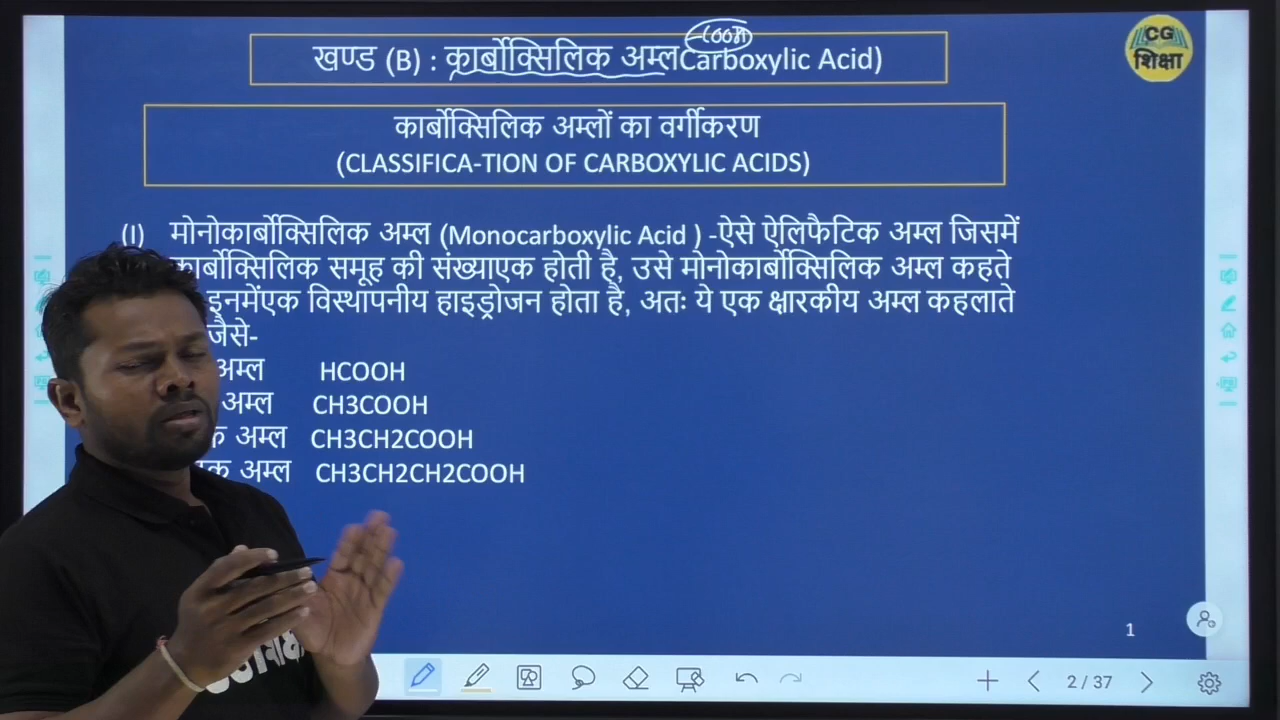 -COOH
खण्ड (B) : कार्बोक्सिलिक अम्लCarboxylic Acid)
CG
शिक्षा
कार्बोक्सिलिक अम्लों का वर्गीकरण
(CLASSIFICA-TION OF CARBOXYLIC ACIDS)
(I) मोनोकार्बोक्सिलिक अम्ल (Monocarboxylic Acid ) -ऐसे ऐलिफैटिक अम्ल जिसमें
कार्बोक्सिलिक समूह की संख्याएक होती है, उसे मोनोकार्बोक्सिलिक अम्ल कहते
इनमेंएक विस्थापनीय हाइड्रोजन होता है, अतः ये एक क्षारकीय अम्ल कहलाते
जैसे-
अम्ल HCOOH
अम्ल CH3COOH
अम्ल CH3CH2COOH
अम्ल CH3CH2CH2COOH
1
2 / 37